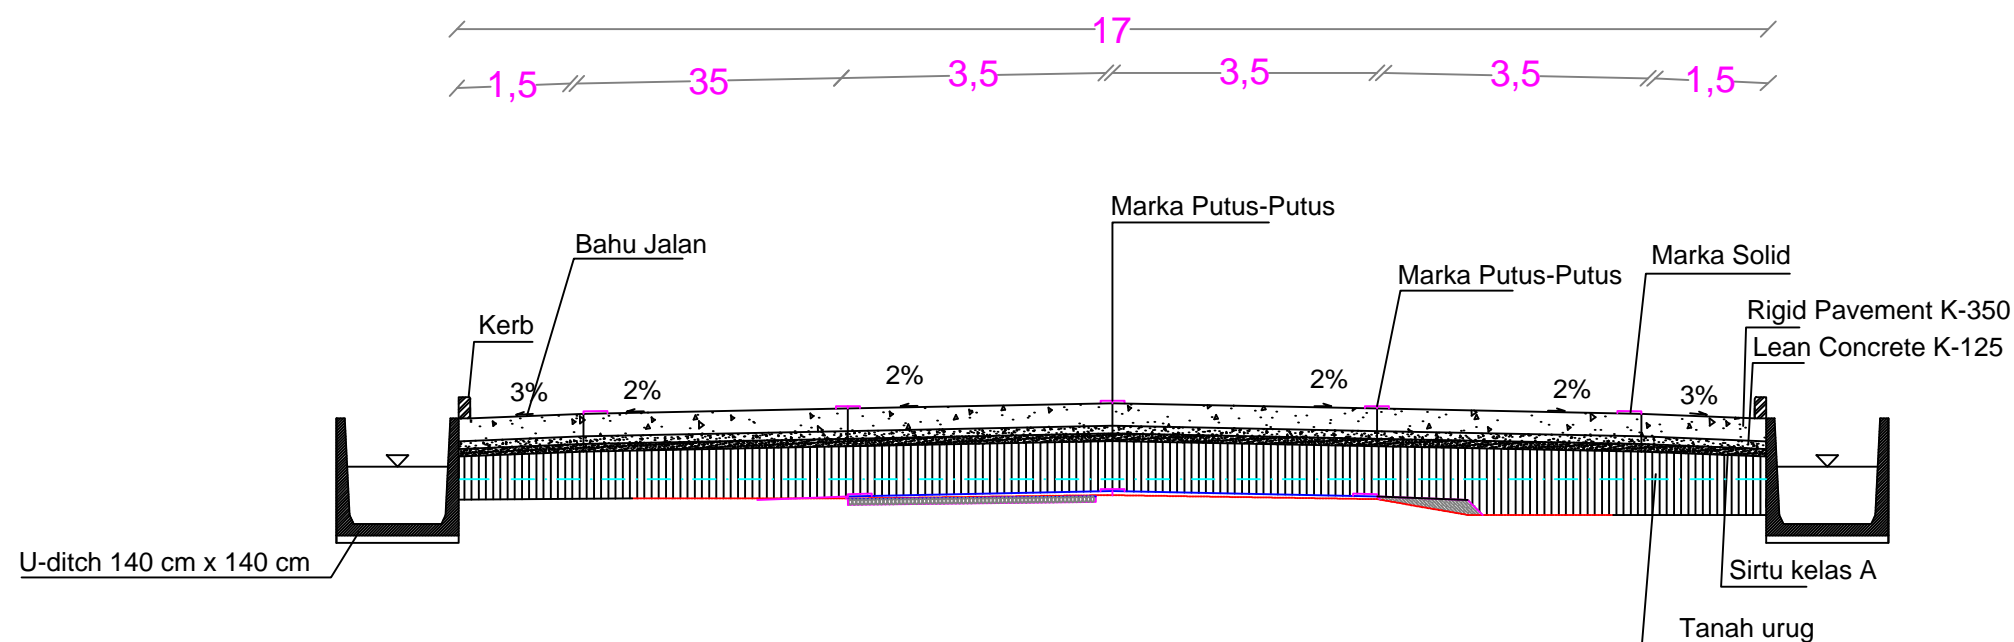 17
1,5 35 3,5 3,5 3,5 1,5
Marka Putus-Putus
Bahu Jalan
Marka Solid
Marka Putus-Putus
Rigid Pavement K-350
Kerb
Lean Concrete K-125
3% 2% 2% 2% 2% 3%
U-ditch 140 cm x 140 cm
Sirtu kelas A
Tanah urug